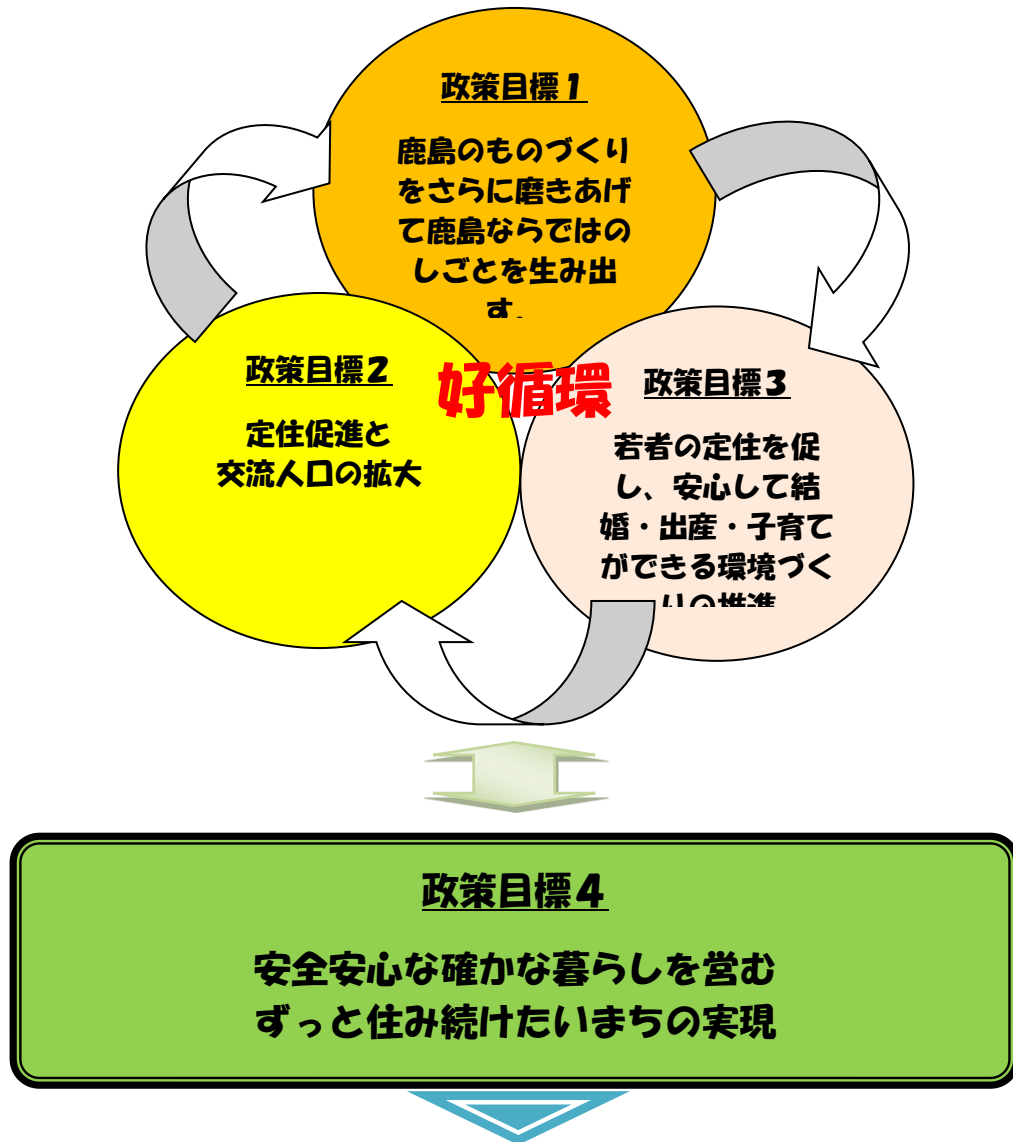 政策目標１
鹿島のものづくり
をさらに磨きあげ
て鹿島ならではの
しごとを生み出
す。
好循環
政策目標２
定住促進と
交流人口の拡大
政策目標３
若者の定住を促
し、安心して結
婚・出産・子育て
ができる環境づく
りの推進
政策目標４
安全安心な確かな暮らしを営む
ずっと住み続けたいまちの実現